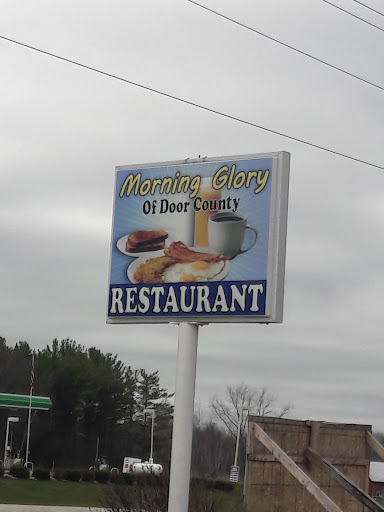 Morning Glory
Of Door County
RESTAURANT